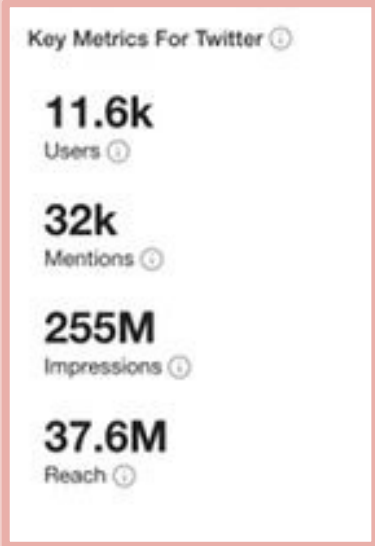 Key Metrics For Twitter
11.6k
Users
32k
Mentions
255M
Impressions
37.6M
Reach